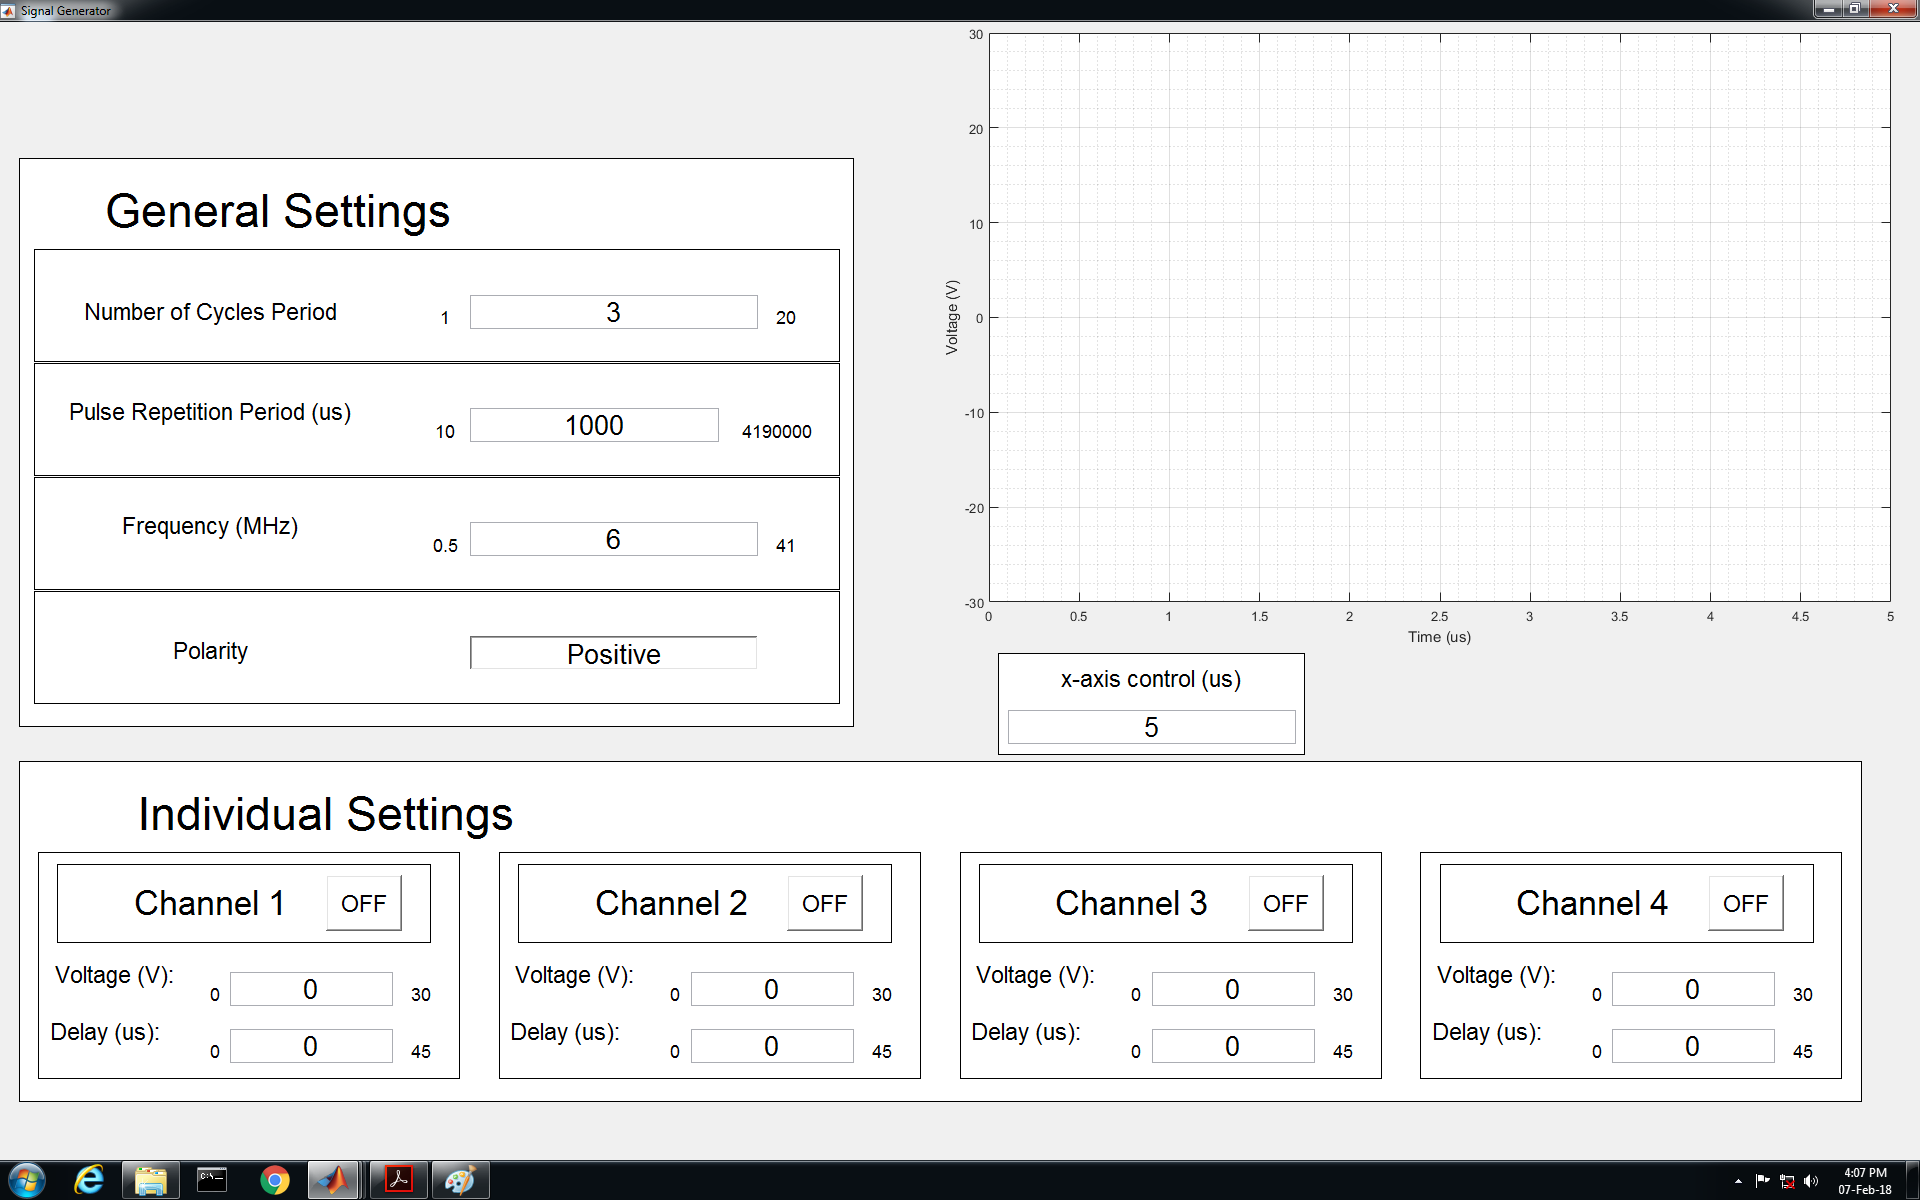 Signal Generator
General Settings
Number of Cycles Period 1 3 20
Pulse Repetition Period (us) 10 1000 4190000
Frequency (MHz) 0.5 6 41
Polarity Positive
30
20
10
0
-10
-20
-30
Voltage (V)
0 0.5 1 1.5 2 2.5 3 3.5 4 4.5 5
Time (us)
x-axis control (us)
5
Individual Settings
Channel 1 OFF
Voltage (V): 0 0 30
Delay (us): 0 0 45
Channel 2 OFF
Voltage (V): 0 0 30
Delay (us): 0 0 45
Channel 3 OFF
Voltage (V): 0 0 30
Delay (us): 0 0 45
Channel 4 OFF
Voltage (V): 0 0 30
Delay (us): 0 0 45
4:07 PM
07-Feb-18